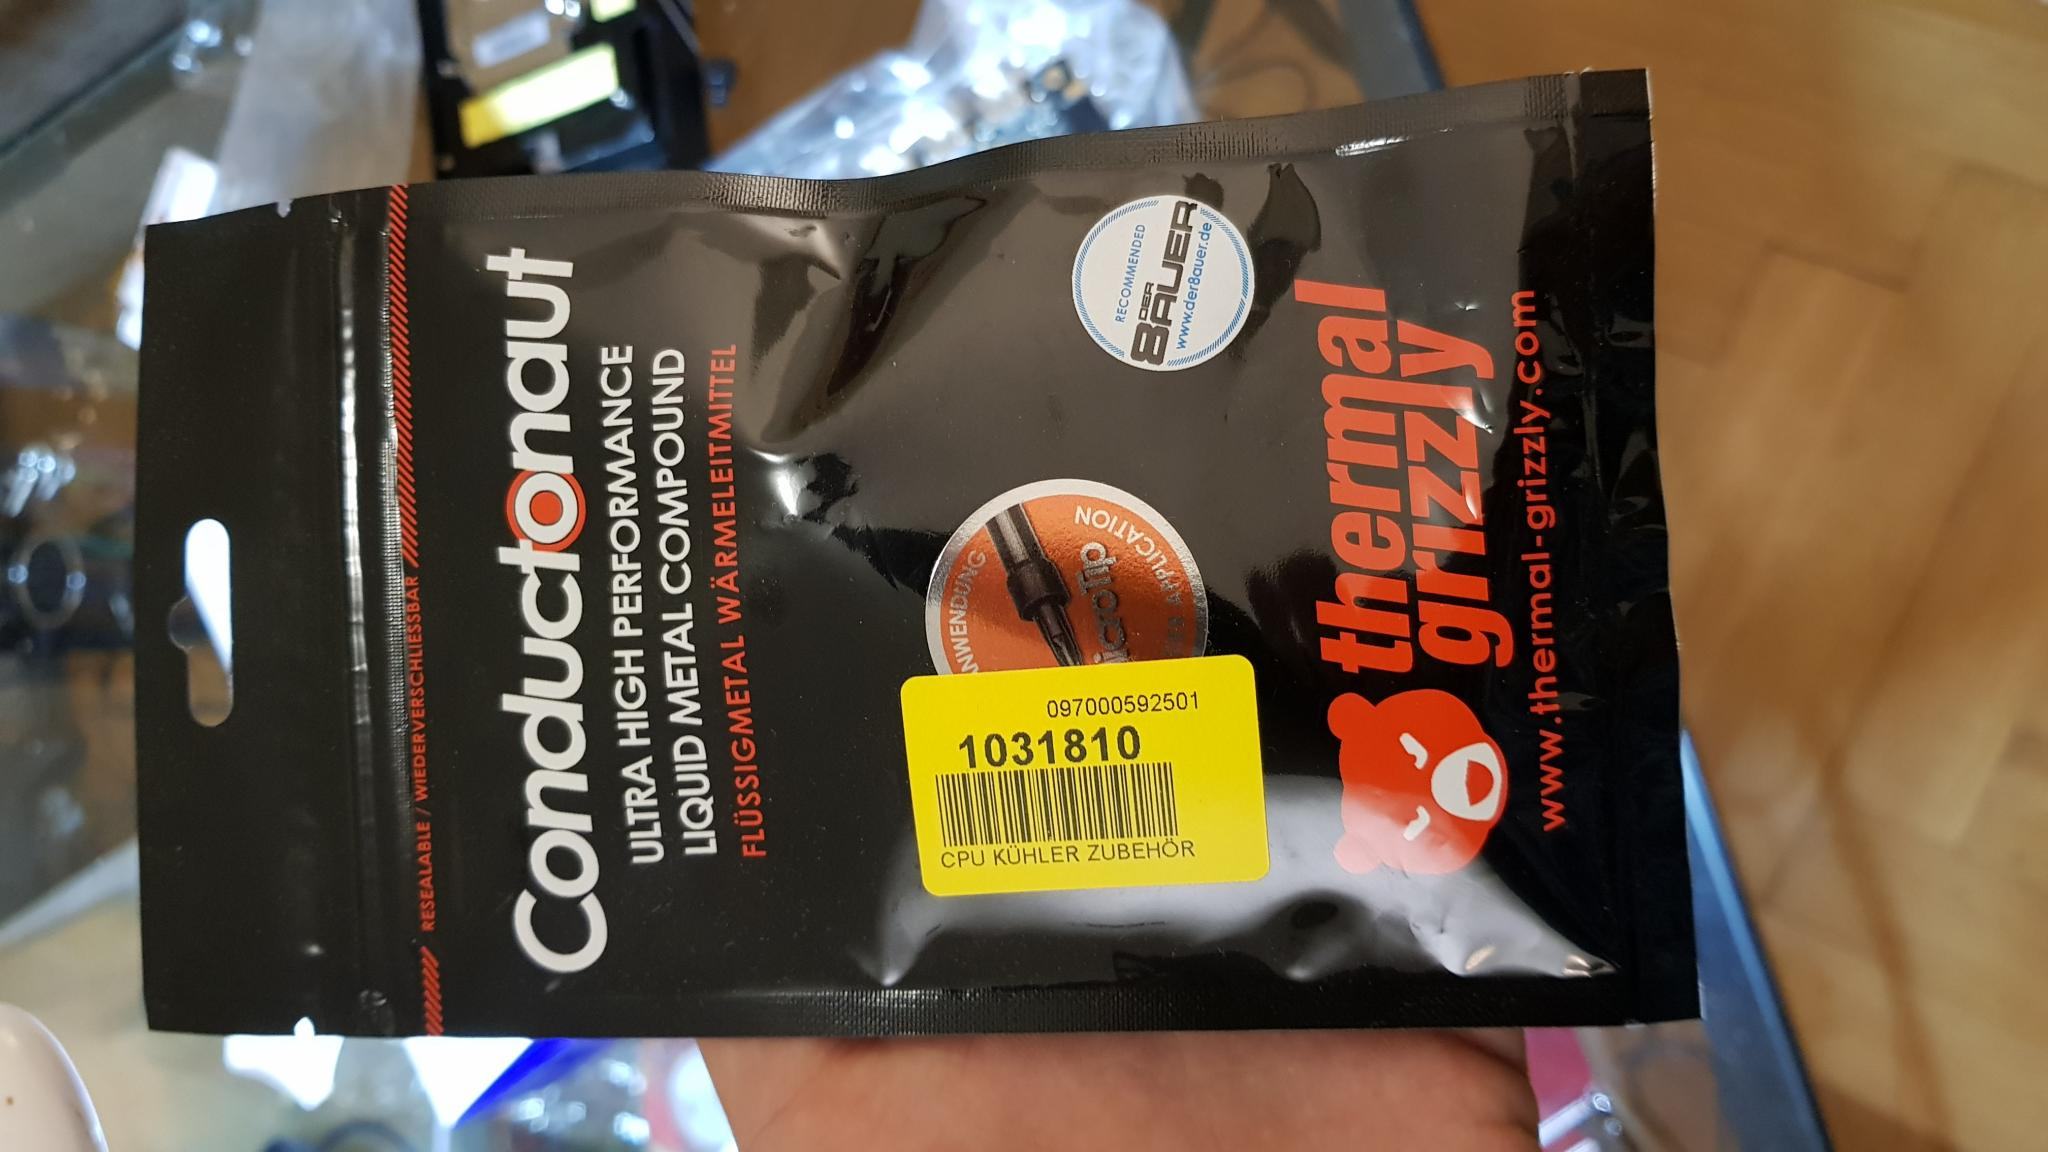 RESEALABLE / WIEDERVERSCHLIESSBAR
Conductonaut
ULTRA HIGH PERFORMANCE
LIQUID METAL COMPOUND
FLÜSSIGMETAL WÄRMELEITMITTEL
RECOMMENDED
DER
8AUER
www.der8auer.de
APPLICATION
097000592501
1031810
CPU KÜHLER ZUBEHÖR
thermal
grizzly
www.thermal-grizzly.com